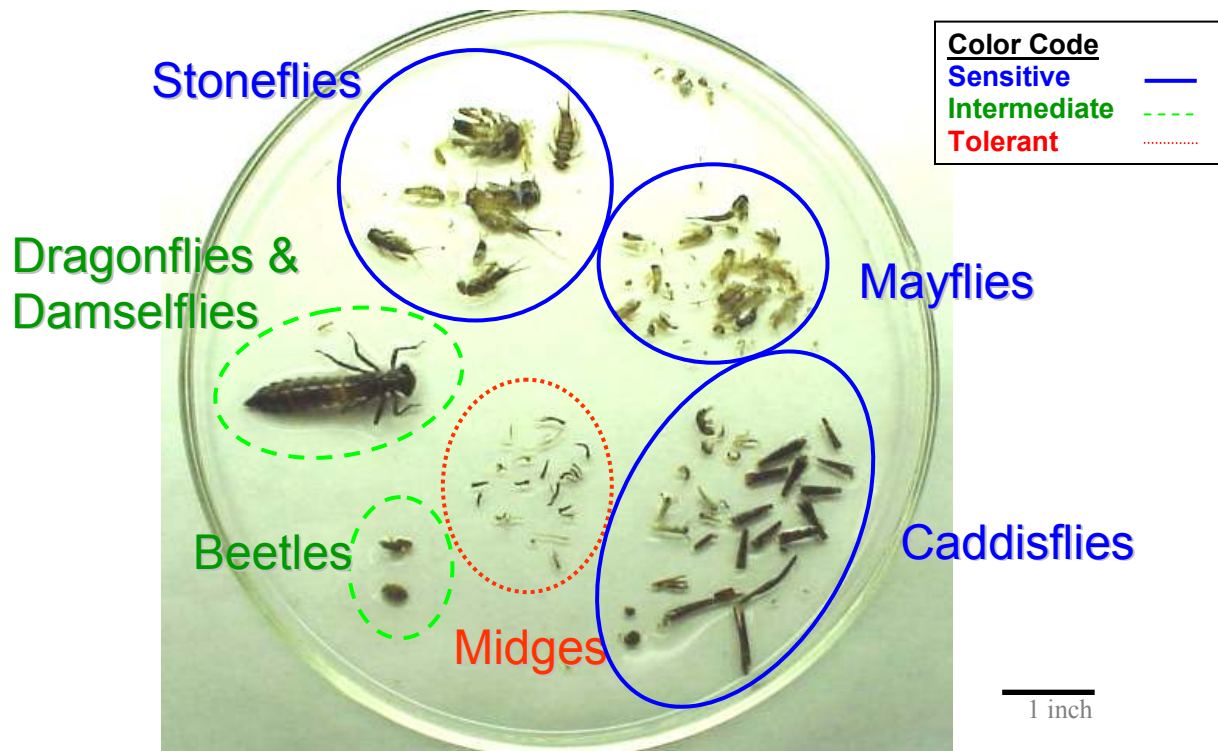 Stoneflies
Color Code
Sensitive
Intermediate
Tolerant
Dragonflies &
Damselflies
Mayflies
Beetles
Caddisflies
Midges
1 inch